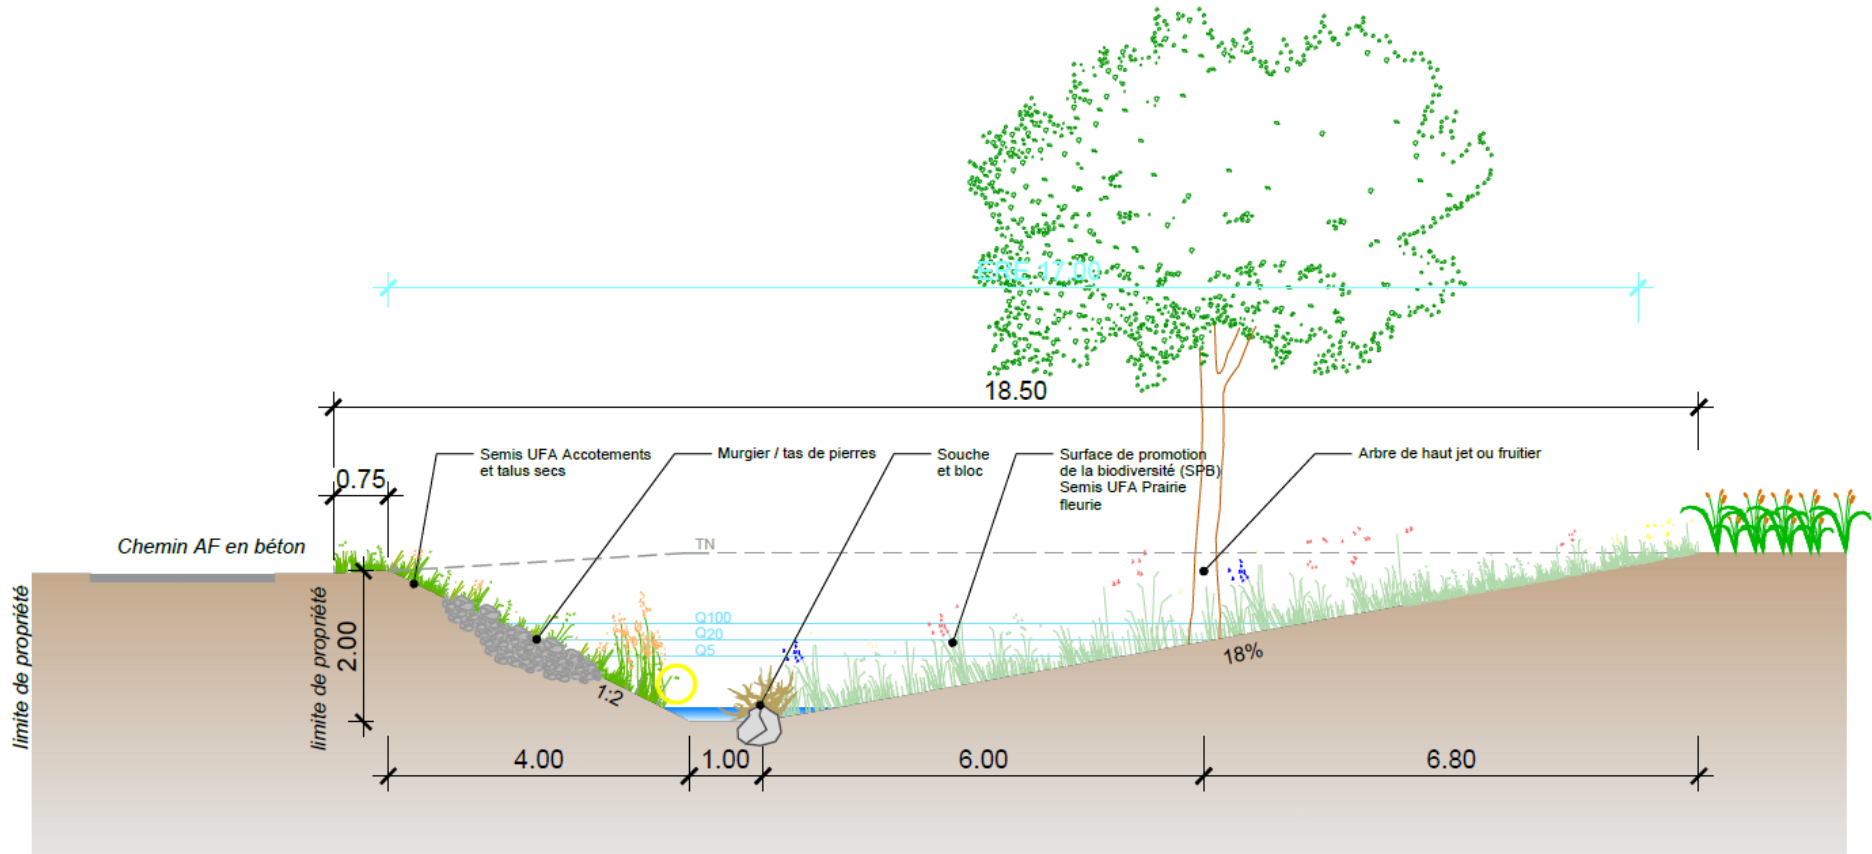 ERE 17.00
18.50
Semis UFA Accotements
et talus secs
Murgier / tas de pierres
Souche
et bloc
Surface de promotion
de la biodiversité (SPB)
Semis UFA Prairie
fleurie
Arbre de haut jet ou fruitier
0.75
Chemin AF en béton
TN
limite de propriété
limite de propriété
2.00
Q100
Q20
Q5
1:2
18%
4.00
1.00
6.00
6.80